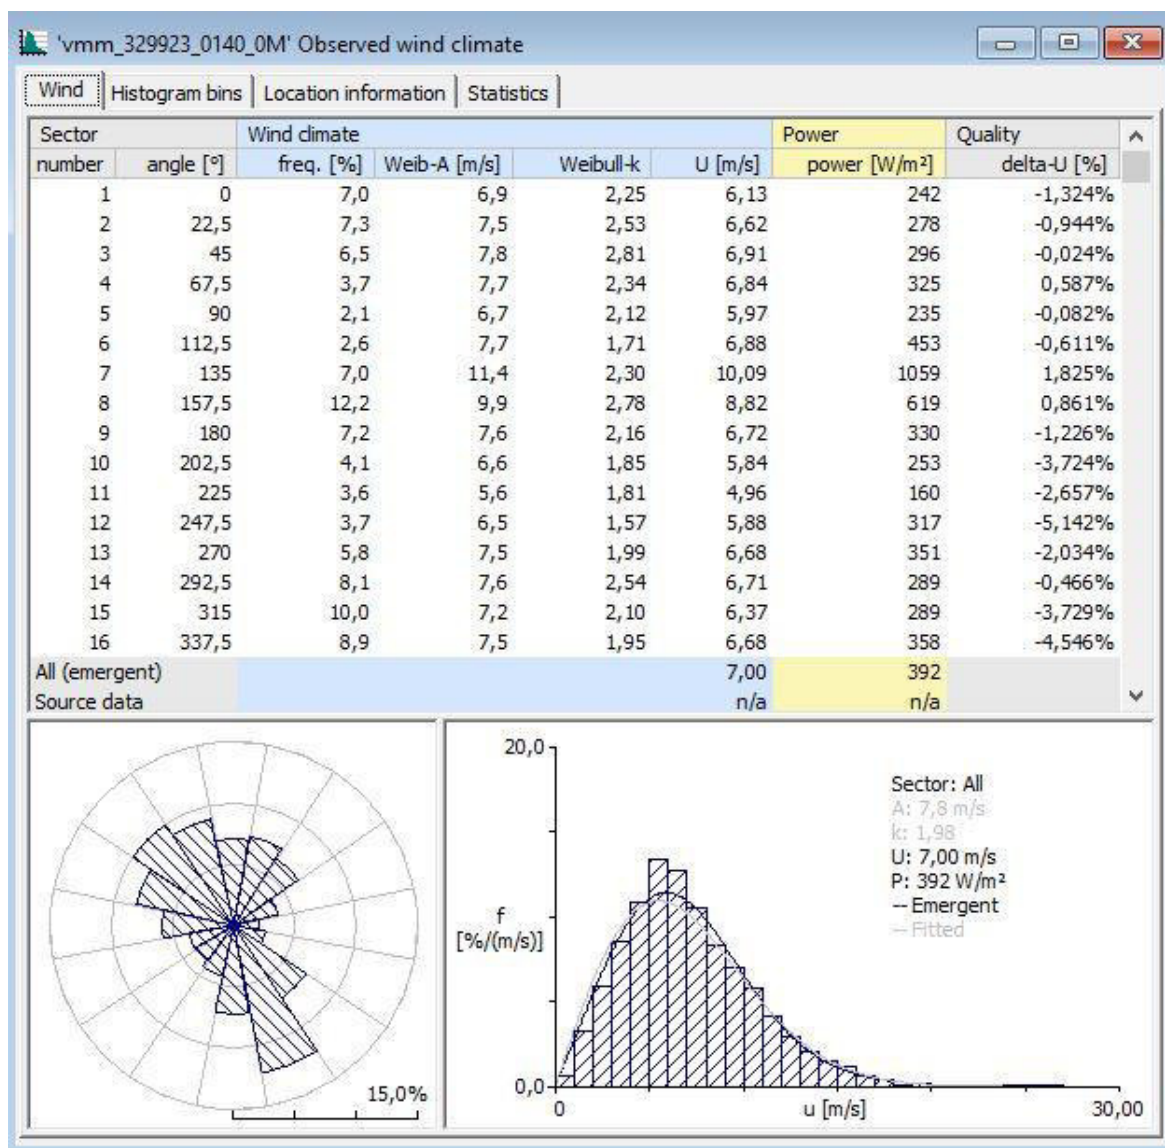 'vmm_329923_0140_0M' Observed wind climate
Wind Histogram bins Location information Statistics
Sector Wind climate Power Quality
number angle [°] freq. [%] Weib-A [m/s] Weibull-k U [m/s] power [W/m²] delta-U [%]
1 0 7,0 6,9 2,25 6,13 242 -1,324%
2 22,5 7,3 7,5 2,53 6,62 278 -0,944%
3 45 6,5 7,8 2,81 6,91 296 -0,024%
4 67,5 3,7 7,7 2,34 6,84 325 0,587%
5 90 2,1 6,7 2,12 5,97 235 -0,082%
6 112,5 2,6 7,7 1,71 6,88 453 -0,611%
7 135 7,0 11,4 2,30 10,09 1059 1,825%
8 157,5 12,2 9,9 2,78 8,82 619 0,861%
9 180 7,2 7,6 2,16 6,72 330 -1,226%
10 202,5 4,1 6,6 1,85 5,84 253 -3,724%
11 225 3,6 5,6 1,81 4,96 160 -2,657%
12 247,5 3,7 6,5 1,57 5,88 317 -5,142%
13 270 5,8 7,5 1,99 6,68 351 -2,034%
14 292,5 8,1 7,6 2,54 6,71 289 -0,466%
15 315 10,0 7,2 2,10 6,37 289 -3,729%
16 337,5 8,9 7,5 1,95 6,68 358 -4,546%
All (emergent) 7,00 392
Source data n/a n/a
15,0%
20,0
f
[%/(m/s)]
0,0
0 u [m/s] 30,00
Sector: All
A: 7,8 m/s
k: 1,98
U: 7,00 m/s
P: 392 W/m²
-- Emergent
-- Fitted